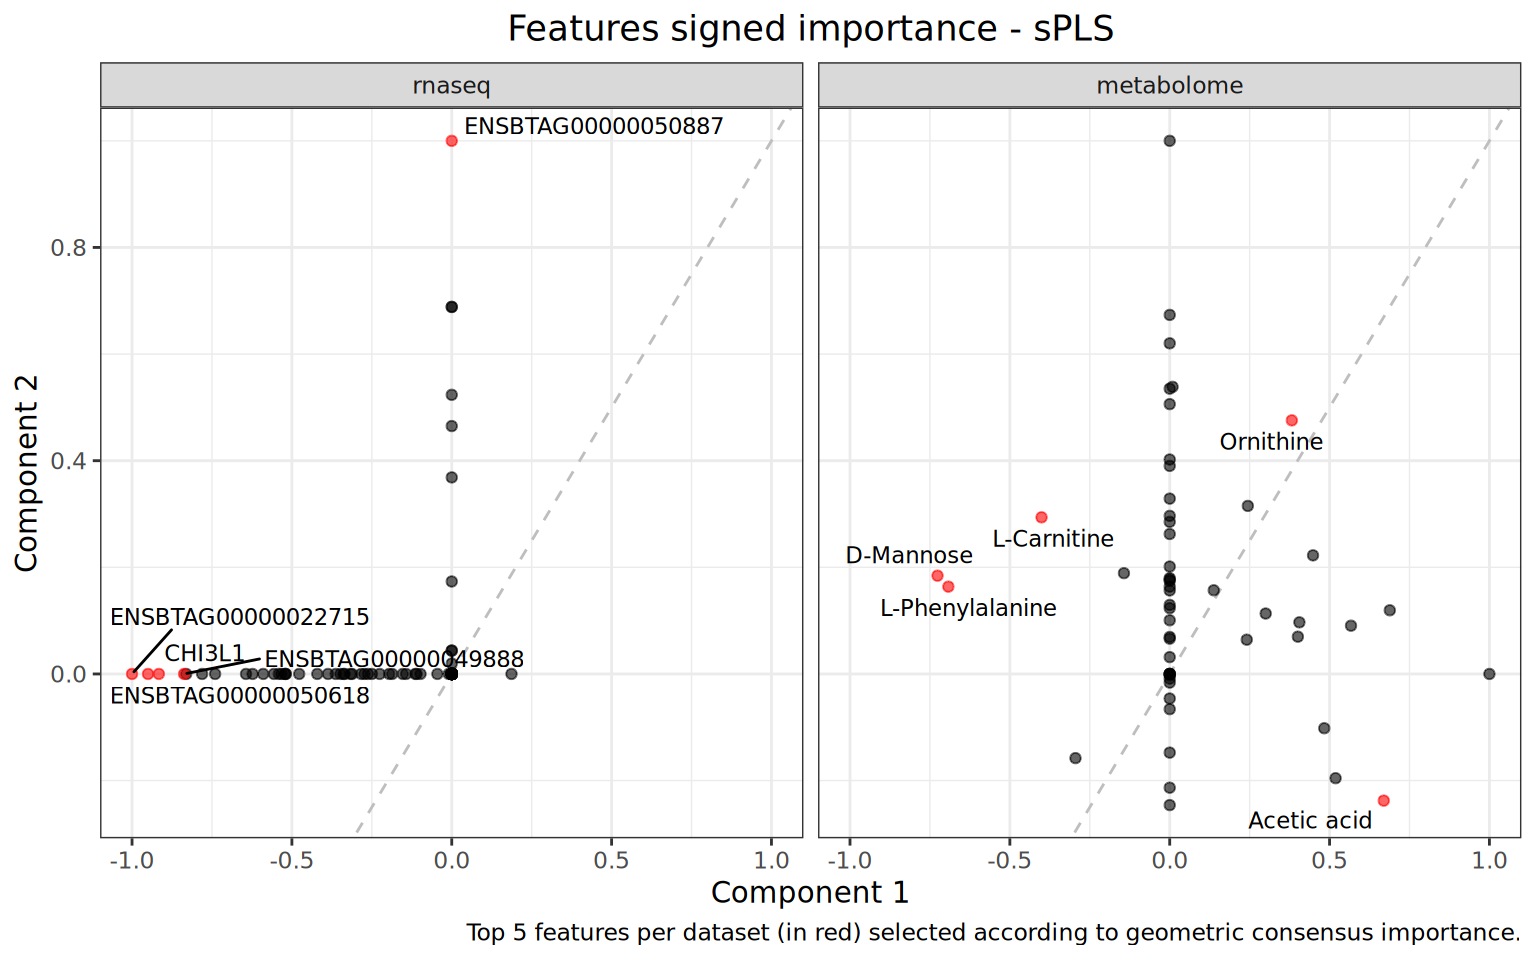 Features signed importance - sPLS
rnaseq
metabolome
Component 2
0.8
0.4
0.0
ENSBTAG00000050887
ENSBTAG00000022715
CHI3L1
ENSBTAG00000049888
ENSBTAG00000050618
Ornithine
L-Carnitine
D-Mannose
L-Phenylalanine
Acetic acid
-1.0 -0.5 0.0 0.5 1.0
-1.0 -0.5 0.0 0.5 1.0
Component 1
Top 5 features per dataset (in red) selected according to geometric consensus importance.